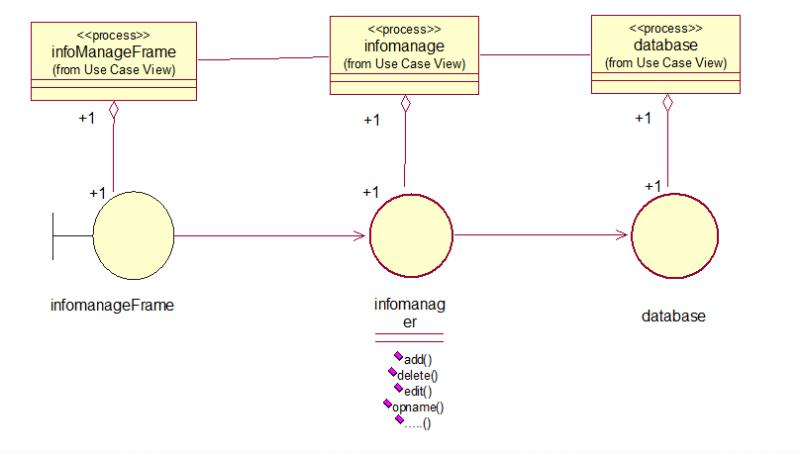 <<process>>
infoManageFrame
(from Use Case View)
<<process>>
infomanage
(from Use Case View)
<<process>>
database
(from Use Case View)
+1
+1
+1
+1
+1
+1
infomanageFrame
infomanag
er
database
add()
delete()
edit()
opname()
.....()